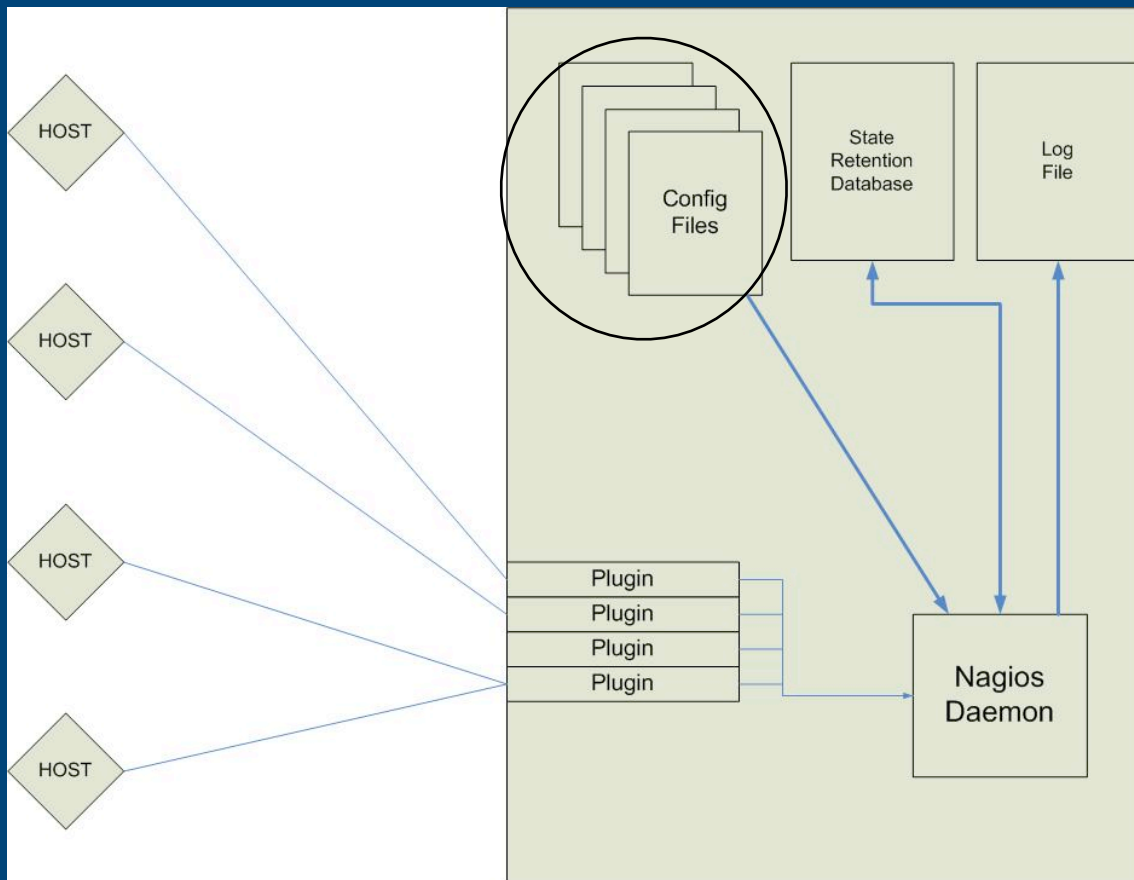 HOST
HOST
HOST
HOST
Config
Files
State
Retention
Database
Log
File
Plugin
Plugin
Plugin
Plugin
Nagios
Daemon